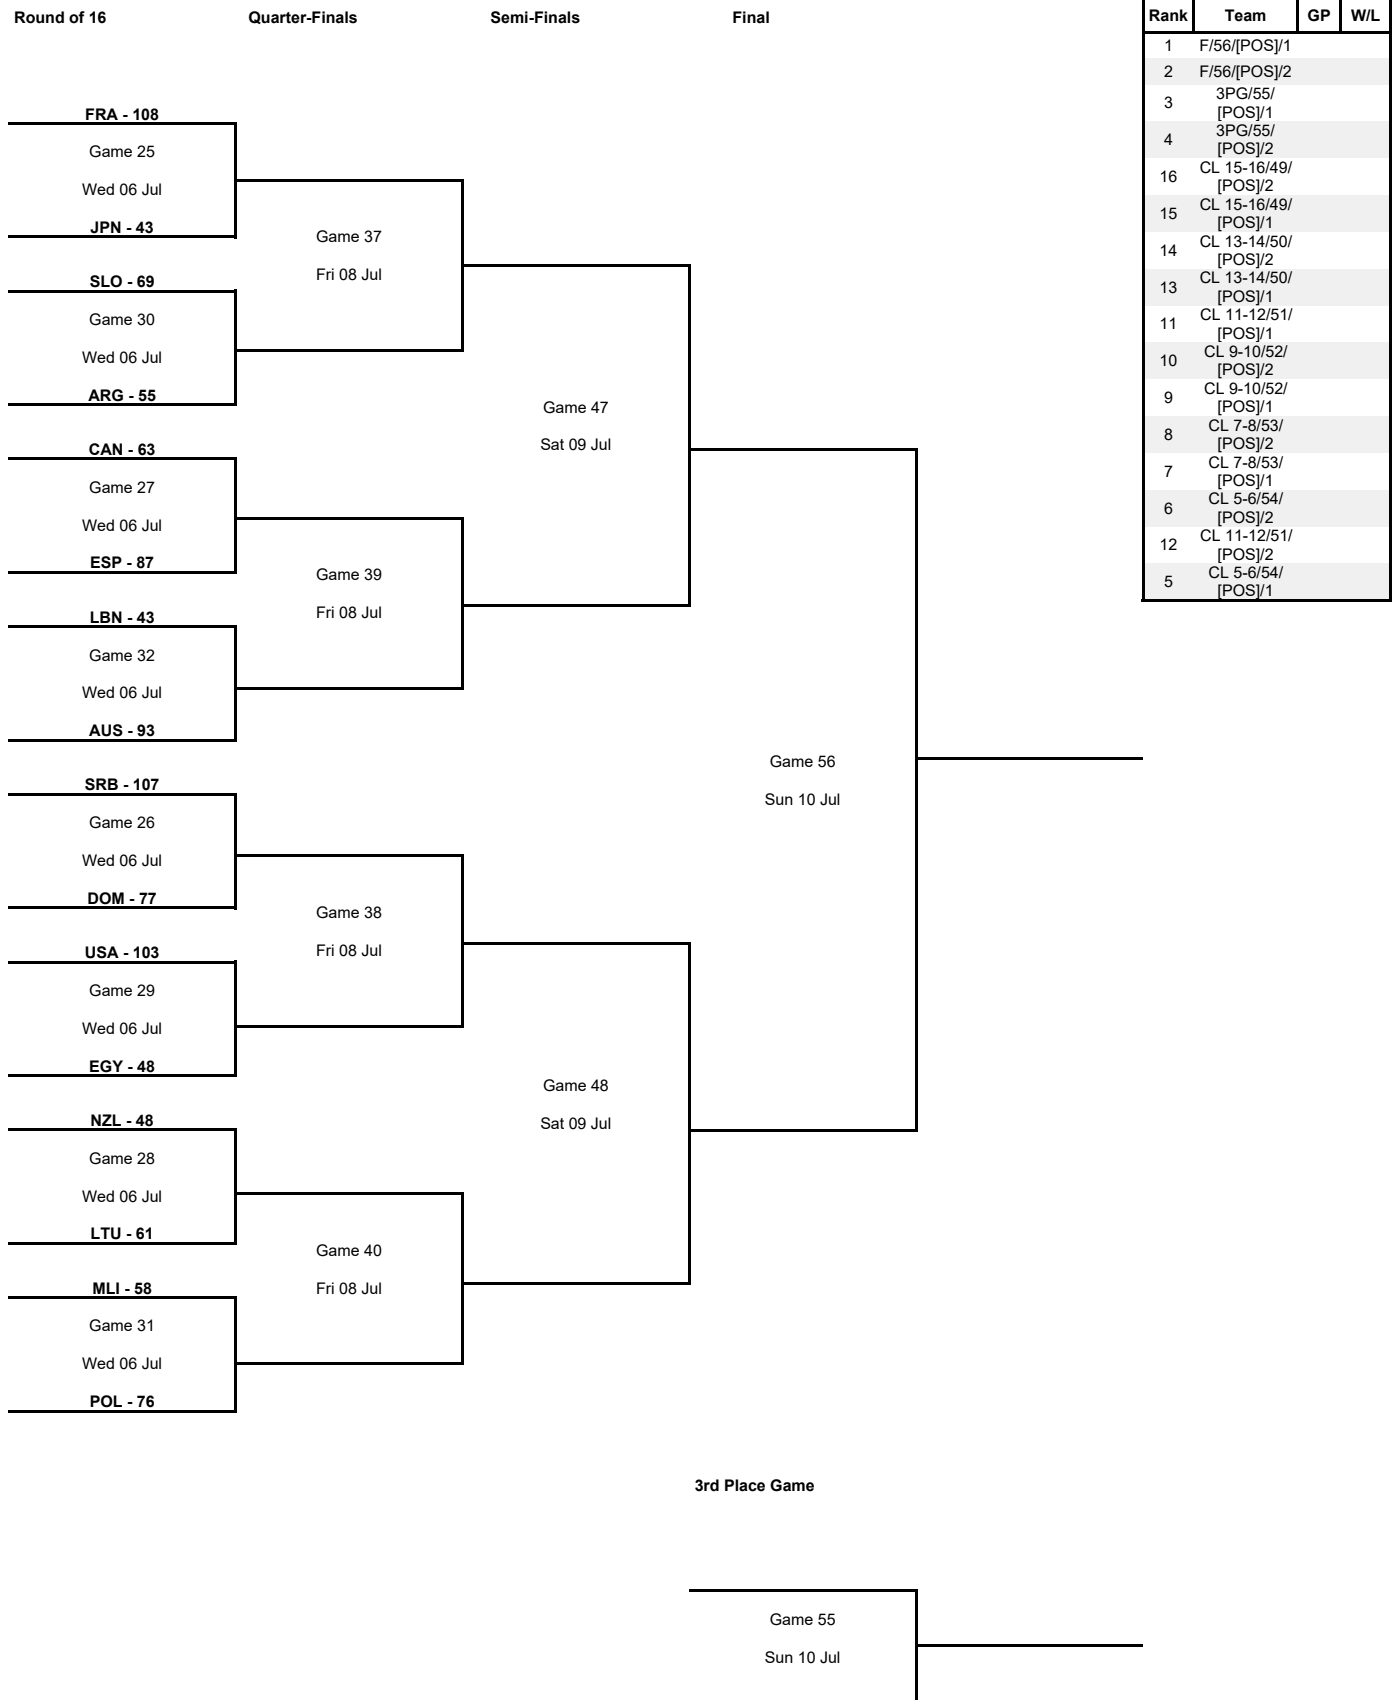 Round of 16
Quarter-Finals
Semi-Finals
Final
FRA - 108
Game 25
Wed 06 Jul
JPN - 43
SLO - 69
Game 30
Wed 06 Jul
ARG - 55
CAN - 63
Game 27
Wed 06 Jul
ESP - 87
LBN - 43
Game 32
Wed 06 Jul
AUS - 93
SRB - 107
Game 26
Wed 06 Jul
DOM - 77
USA - 103
Game 29
Wed 06 Jul
EGY - 48
NZL - 48
Game 28
Wed 06 Jul
LTU - 61
MLI - 58
Game 31
Wed 06 Jul
POL - 76
Game 37
Fri 08 Jul
Game 39
Fri 08 Jul
Game 38
Fri 08 Jul
Game 40
Fri 08 Jul
Game 47
Sat 09 Jul
Game 48
Sat 09 Jul
Game 56
Sun 10 Jul
3rd Place Game
Game 55
Sun 10 Jul
Rank Team GP W/L
1 F/56/[POS]/1
2 F/56/[POS]/2
3 3PG/55/
[POS]/1
4 3PG/55/
[POS]/2
16 CL 15-16/49/
[POS]/2
15 CL 15-16/49/
[POS]/1
14 CL 13-14/50/
[POS]/2
13 CL 13-14/50/
[POS]/1
11 CL 11-12/51/
[POS]/1
10 CL 9-10/52/
[POS]/2
9 CL 9-10/52/
[POS]/1
8 CL 7-8/53/
[POS]/2
7 CL 7-8/53/
[POS]/1
6 CL 5-6/54/
[POS]/2
12 CL 11-12/51/
[POS]/2
5 CL 5-6/54/
[POS]/1